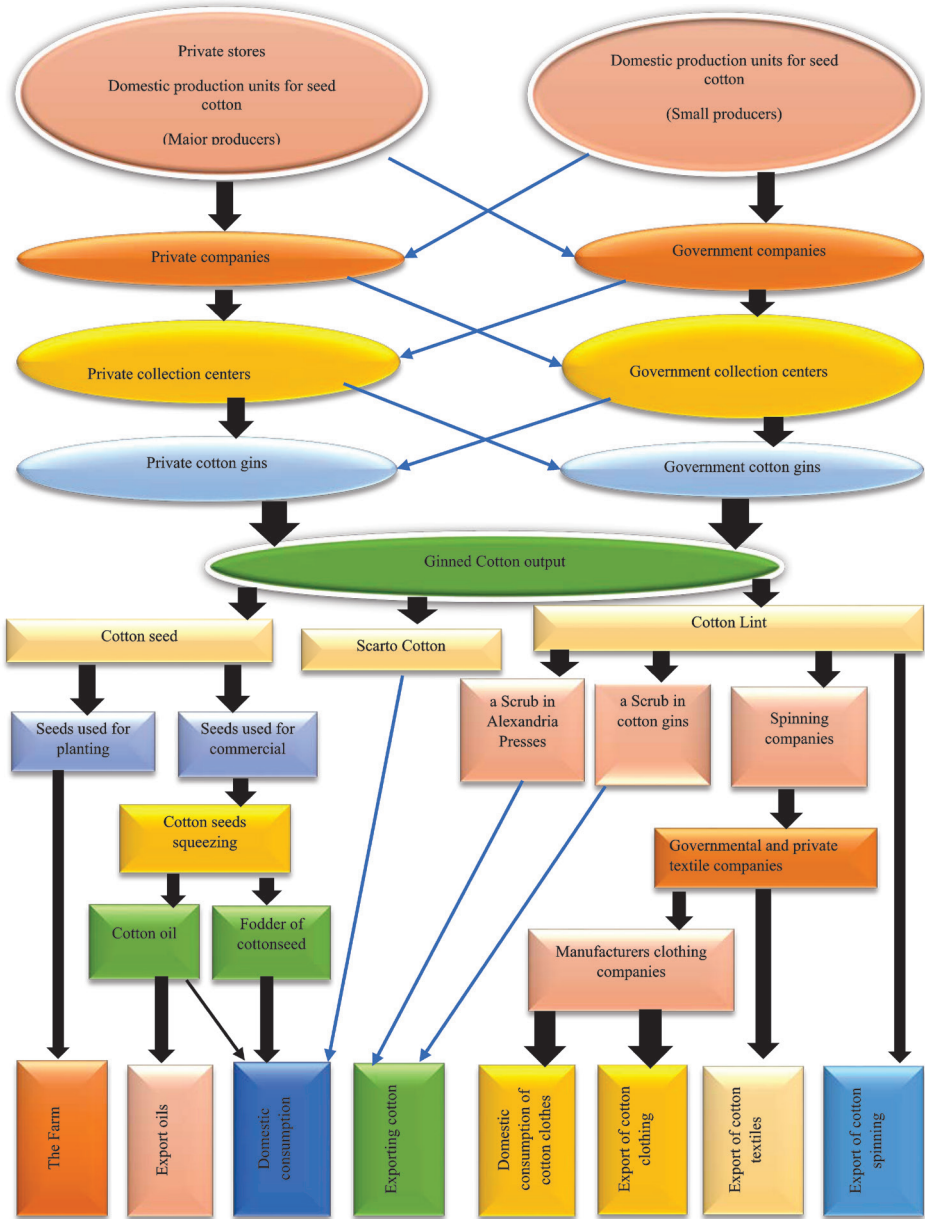 Private stores
Domestic production units for seed
cotton
(Major producers)
Domestic production units for seed
cotton
(Small producers)
Private companies
Government companies
Private collection centers
Government collection centers
Private cotton gins
Government cotton gins
Ginned Cotton output
Cotton seed
Scarto Cotton
Cotton Lint
Seeds used for
planting
Seeds used for
commercial
a Scrub in
Alexandria
Presses
a Scrub in
cotton gins
Spinning
companies
Cotton seeds
squeezing
Governmental and private
textile companies
Cotton oil
Fodder of
cottonseed
Manufacturers clothing
companies
The Farm
Export oils
Domestic
consumption
Exporting cotton
Domestic
consumption of
cotton clothes
Export of cotton
clothing
Export of cotton
textiles
Export of cotton
spinning